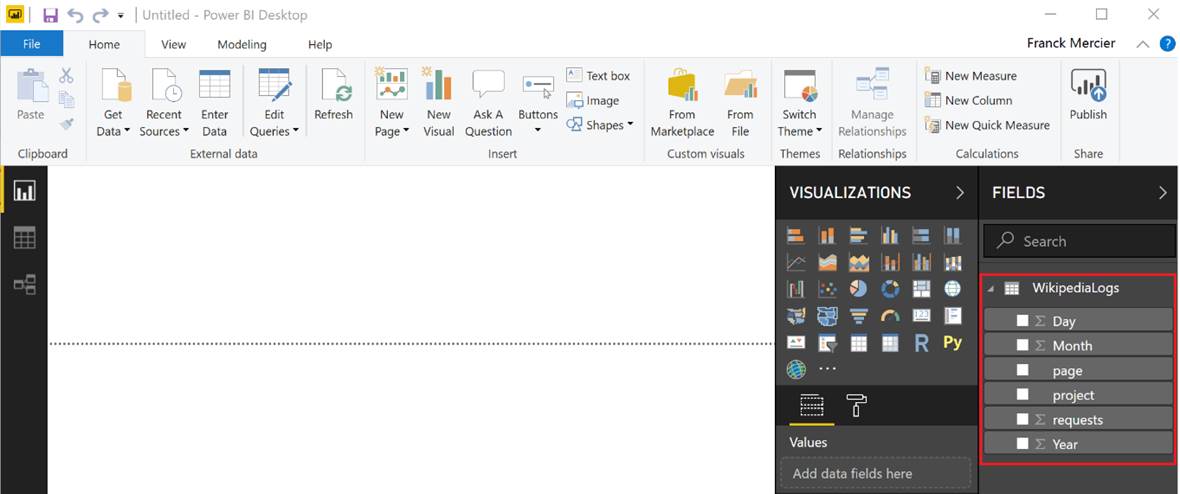 Untitled - Power BI Desktop
File Home View Modeling Help Franck Mercier ?
Paste
Get Data
Recent Sources
Enter Data
Edit Queries
Refresh
New Page
New Visual
Ask A Question
Buttons
Text box
Image
Shapes
From Marketplace
From File
Switch Theme
Manage Relationships
New Measure
New Column
New Quick Measure
Publish
Clipboard External data Insert Custom visuals Themes Relationships Calculations Share
VISUALIZATIONS
R Py
Values
Add data fields here
FIELDS
Search
WikipediaLogs
Σ Day
Σ Month
page
project
Σ requests
Σ Year